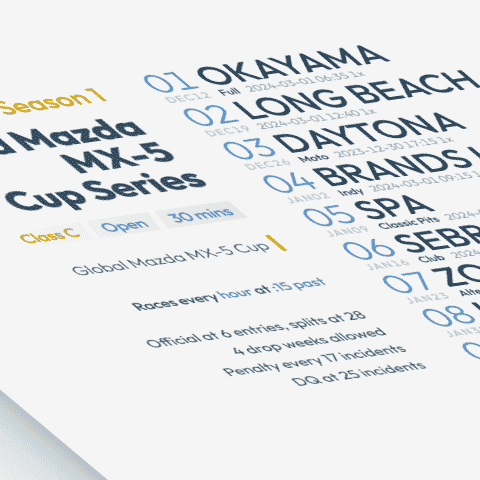 Season 1
Mazda
MX-5
Cup Series
Class C Open 30 mins
Global Mazda MX-5 Cup
Races every hour at :15 past
Official at 6 entries, splits at 28
4 drop weeks allowed
Penalty every 17 incidents
DQ at 25 incidents
01 OKAYAMA
DEC12 Full 2024-03-01 06:35 1x
02 LONG BEACH
DEC19 2024-03-01 12:40 1x
03 DAYTONA
DEC26 Moto 2023-12-30 17:15 1x
04 BRANDS
JAN02 Indy 2024-03-01 09:15
05 SPA
JAN09 Classic Pits
06
JAN16 Club
07
JAN23
08